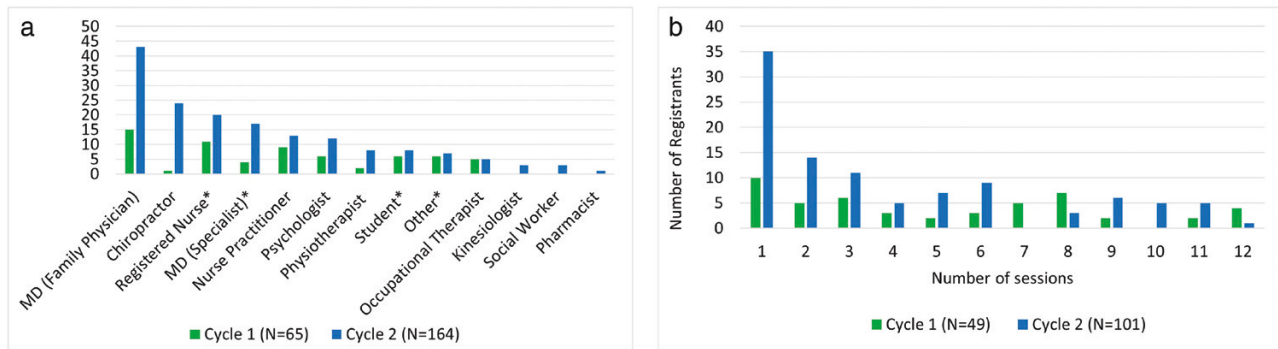 a
50
45
40
35
30
25
20
15
10
5
0
MD (Family Physician)
Chiropractor
Registered Nurse*
MD (Specialist)*
Nurse Practitioner
Psychologist
Physiotherapist
Student*
Other*
Occupational Therapist
Kinesiologist
Social Worker
Pharmacist
Cycle 1 (N=65) Cycle 2 (N=164)
b
Number of Registrants
40
35
30
25
20
15
10
5
0
1 2 3 4 5 6 7 8 9 10 11 12
Number of sessions
Cycle 1 (N=49) Cycle 2 (N=101)